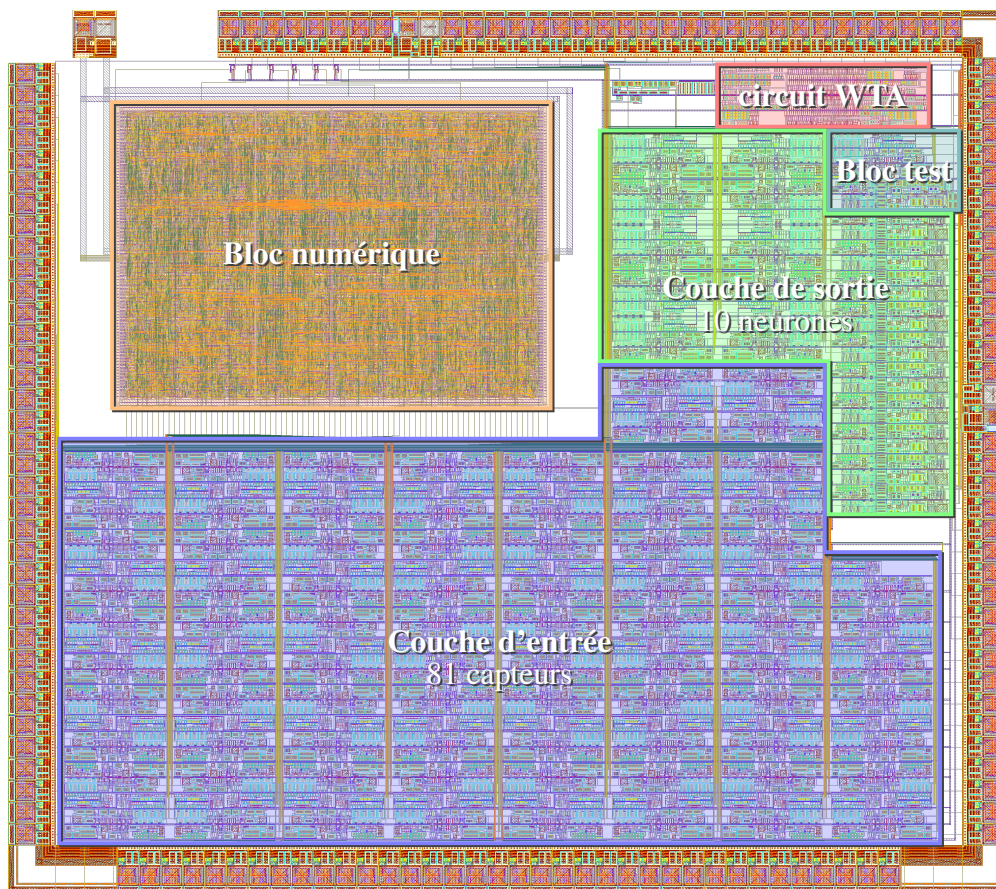 circuit WTA
Bloc test
Bloc numérique
Couche de sortie
10 neurones
Couche d'entrée
81 capteurs